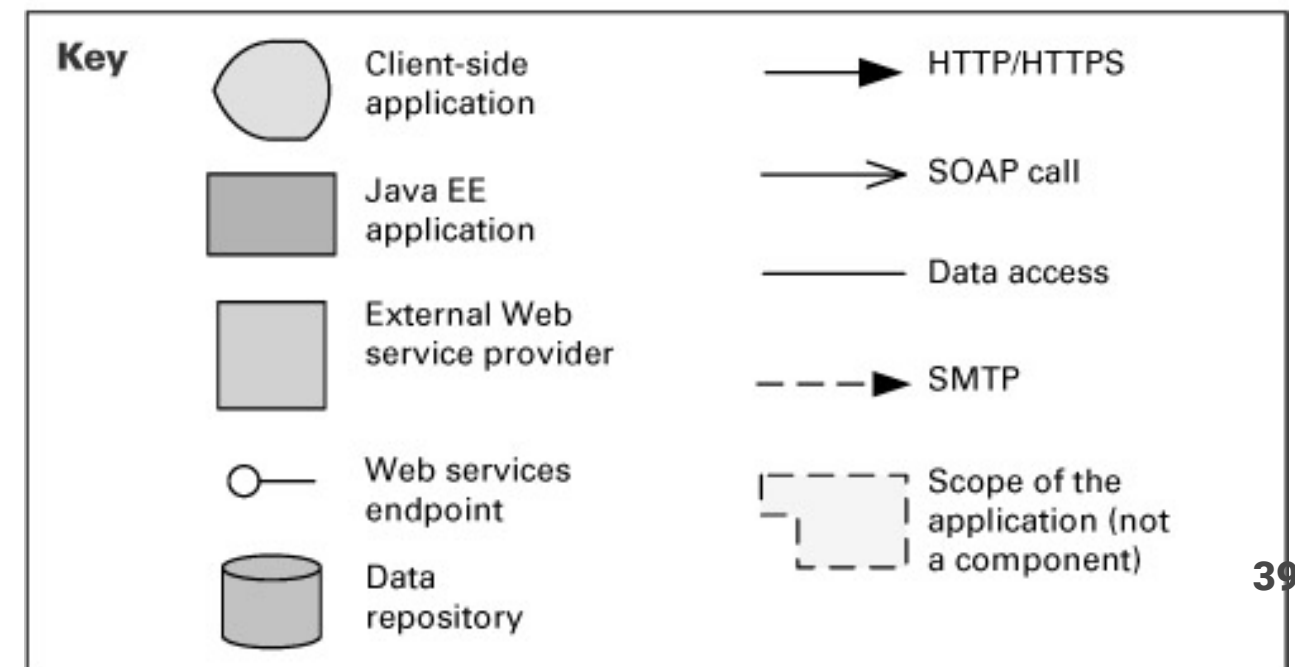 Key
Client-side
application
Java EE
application
External Web
service provider
Web services
endpoint
Data
repository
HTTP/HTTPS
SOAP call
Data access
SMTP
Scope of the
application (not
a component)
39